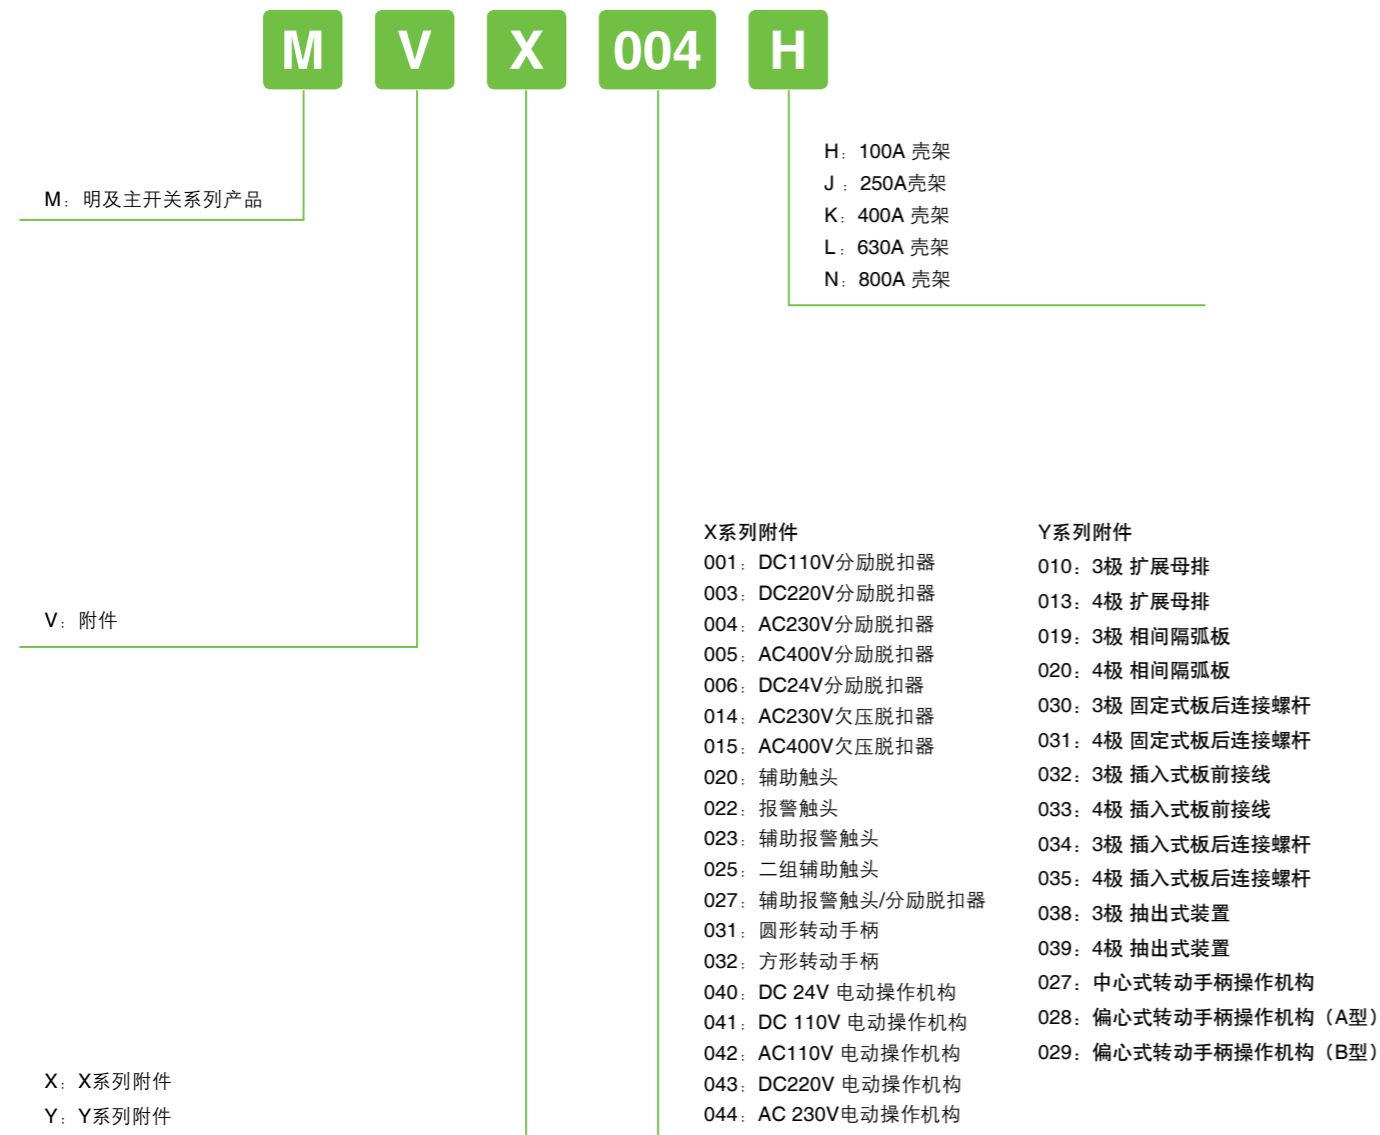 M V X 004 H
H：100A 壳架
J ：250A壳架
K：400A 壳架
L：630A 壳架
N：800A 壳架
M：明及主开关系列产品
V：附件
X系列附件
001：DC110V分励脱扣器
003：DC220V分励脱扣器
004：AC230V分励脱扣器
005：AC400V分励脱扣器
006：DC24V分励脱扣器
014：AC230V欠压脱扣器
015：AC400V欠压脱扣器
020：辅助触头
022：报警触头
023：辅助报警触头
025：二组辅助触头
027：辅助报警触头/分励脱扣器
031：圆形转动手柄
032：方形转动手柄
040：DC 24V 电动操作机构
041：DC 110V 电动操作机构
042：AC110V 电动操作机构
043：DC220V 电动操作机构
044：AC 230V电动操作机构
Y系列附件
010：3极 扩展母排
013：4极 扩展母排
019：3极 相间隔弧板
020：4极 相间隔弧板
030：3极 固定式板后连接螺杆
031：4极 固定式板后连接螺杆
032：3极 插入式板前接线
033：4极 插入式板前接线
034：3极 插入式板后连接螺杆
035：4极 插入式板后连接螺杆
038：3极 抽出式装置
039：4极 抽出式装置
027：中心式转动手柄操作机构
028：偏心式转动手柄操作机构（A型）
029：偏心式转动手柄操作机构（B型）
X：X系列附件
Y：Y系列附件